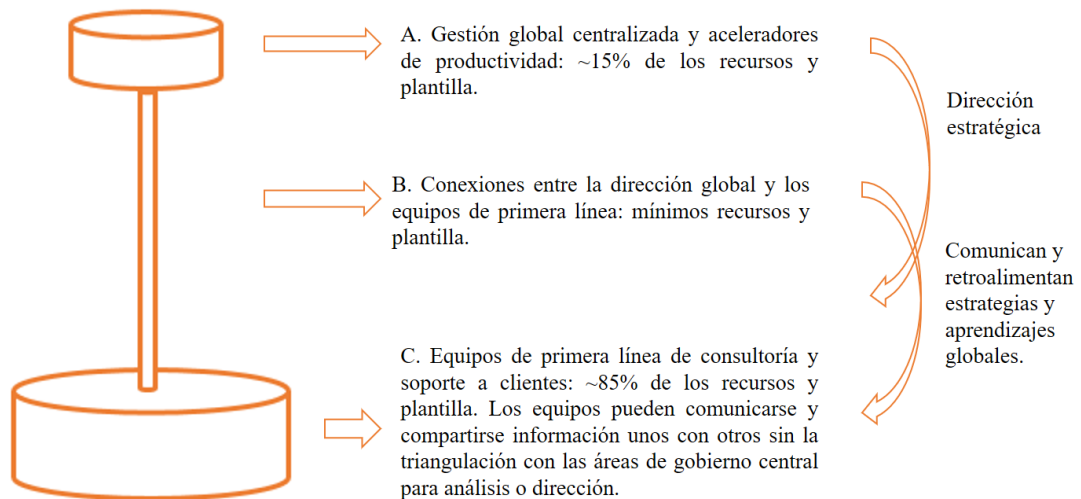 A. Gestión global centralizada y aceleradores
de productividad: ~15% de los recursos y
plantilla.
Dirección
estratégica
B. Conexiones entre la dirección global y los
equipos de primera línea: mínimos recursos y
plantilla.
Comunican y
retroalimentan
estrategias y
aprendizajes
globales.
C. Equipos de primera línea de consultoría y
soporte a clientes: ~85% de los recursos y
plantilla. Los equipos pueden comunicarse y
compartirse información unos con otros sin la
triangulación con las áreas de gobierno central
para análisis o dirección.